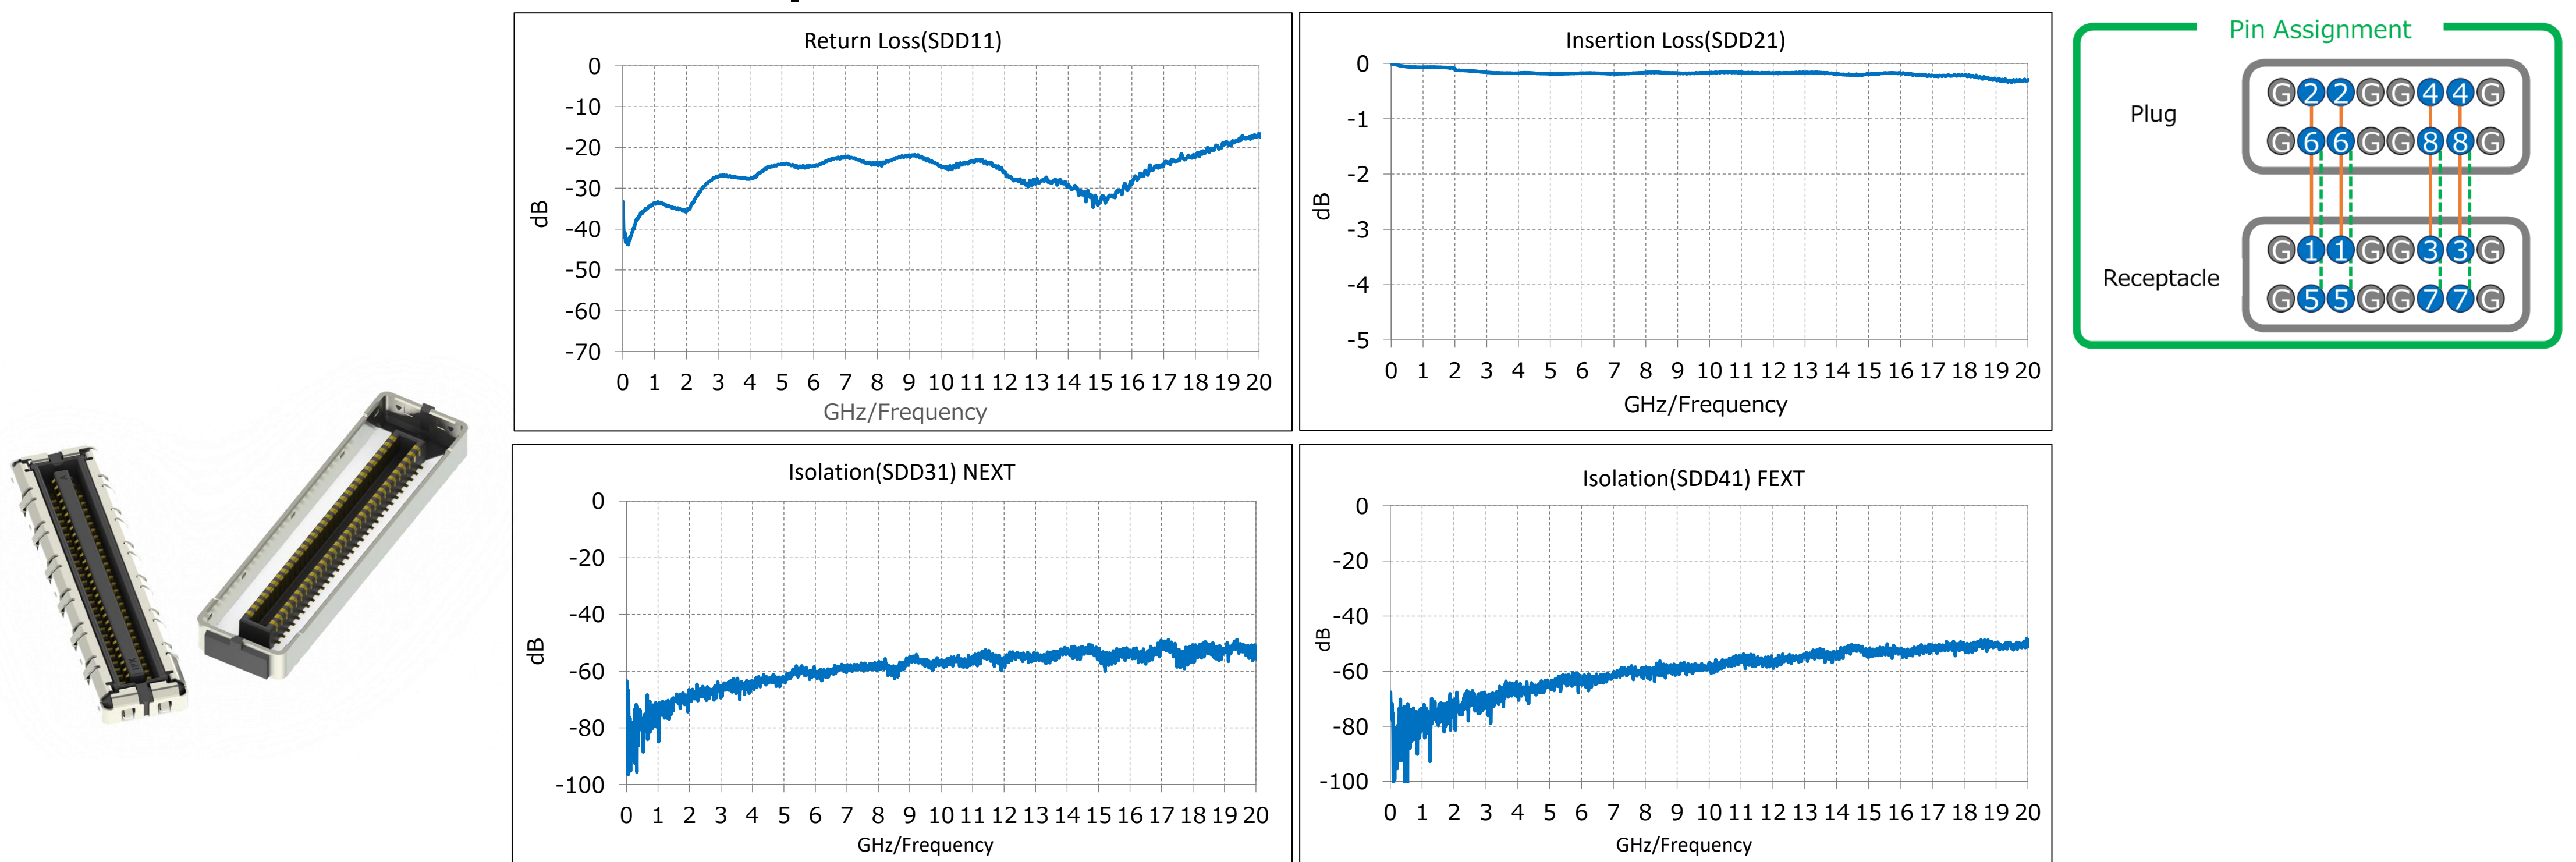 Return Loss(SDD11)
0
-10
-20
-30
-40
-50
-60
-70
dB
0 1 2 3 4 5 6 7 8 9 10 11 12 13 14 15 16 17 18 19 20
GHz/Frequency
Insertion Loss(SDD21)
0
-1
-2
-3
-4
-5
dB
0 1 2 3 4 5 6 7 8 9 10 11 12 13 14 15 16 17 18 19 20
GHz/Frequency
Pin Assignment
Plug
G 2 2 G G 4 4 G
G 6 6 G G 8 8 G
Receptacle
G 1 1 G G 3 3 G
G 5 5 G G 7 7 G
Isolation(SDD31) NEXT
0
-20
-40
-60
-80
-100
dB
0 1 2 3 4 5 6 7 8 9 10 11 12 13 14 15 16 17 18 19 20
GHz/Frequency
Isolation(SDD41) FEXT
0
-20
-40
-60
-80
-100
dB
0 1 2 3 4 5 6 7 8 9 10 11 12 13 14 15 16 17 18 19 20
GHz/Frequency